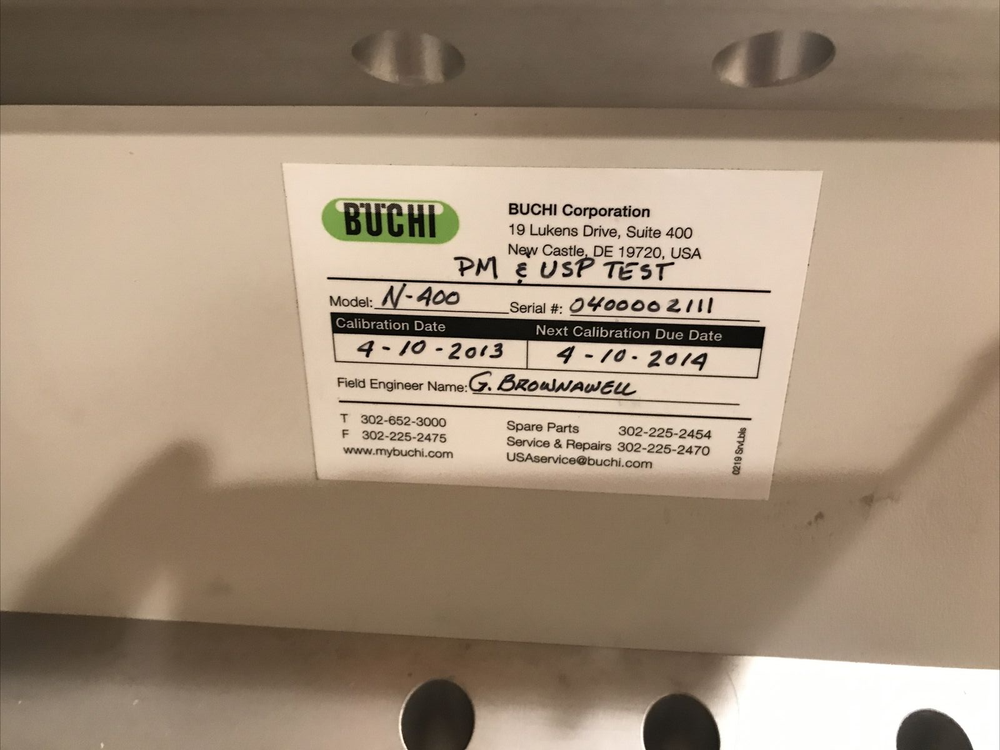 BÜCHI
BUCHI Corporation
19 Lukens Drive, Suite 400
New Castle, DE 19720, USA
PM & USP TEST
Model: N-400 Serial #: 0400002111
Calibration Date Next Calibration Due Date
4-10-2013 4-10-2014
Field Engineer Name: G. BROWNAWELL
T 302-652-3000
F 302-225-2475
www.mybuchi.com
Spare Parts 302-225-2454
Service & Repairs 302-225-2470
USAservice@buchi.com
0219 SrvLbls